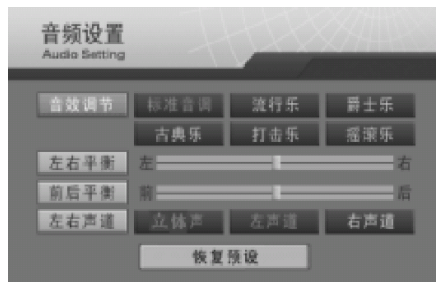 音频设置
Audio Setting
音效调节 标准音调 流行乐 爵士乐
古典乐 打击乐 摇滚乐
左右平衡 左 右
前后平衡 前 后
左右声道 立体声 左声道 右声道
恢复预设